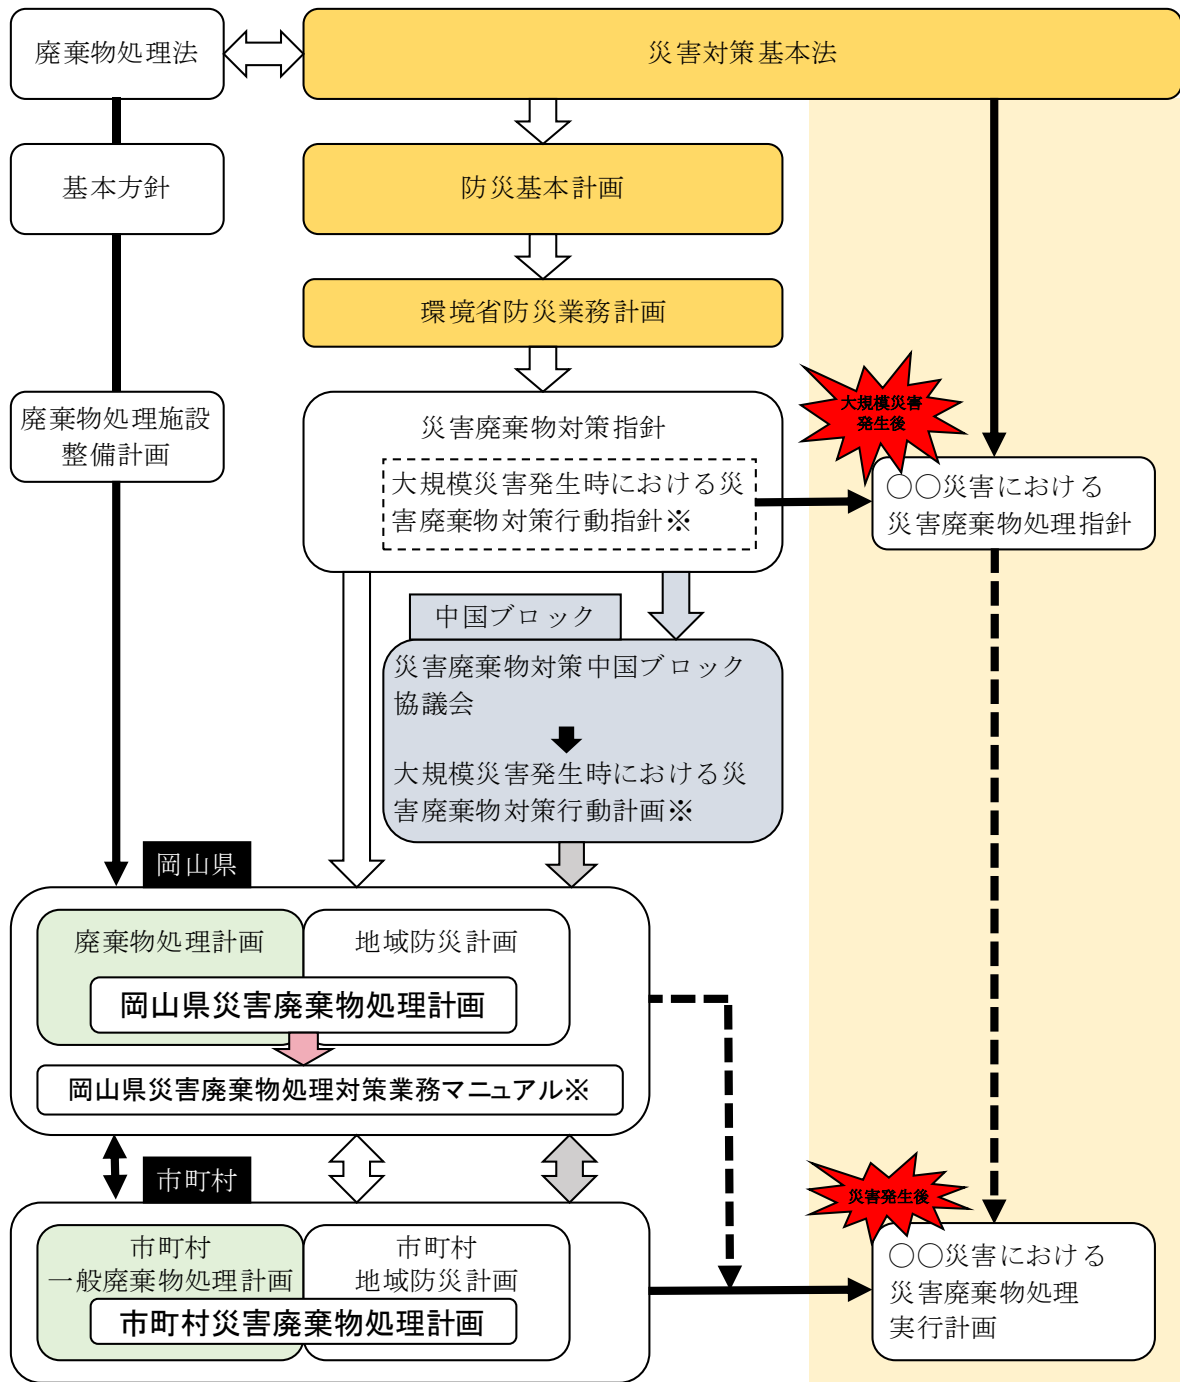 廃棄物処理法
災害対策基本法
基本方針
防災基本計画
環境省防災業務計画
廃棄物処理施設
整備計画
災害廃棄物対策指針
大規模災害発生時における災
害廃棄物対策行動指針※
大規模災害
発生後
〇〇災害における
災害廃棄物処理指針
中国ブロック
災害廃棄物対策中国ブロック
協議会
大規模災害発生時における災
害廃棄物対策行動計画※
岡山県
廃棄物処理計画
地域防災計画
岡山県災害廃棄物処理計画
岡山県災害廃棄物処理対策業務マニュアル※
市町村
市町村
一般廃棄物処理計画
市町村
地域防災計画
市町村災害廃棄物処理計画
災害発生後
〇〇災害における
災害廃棄物処理
実行計画